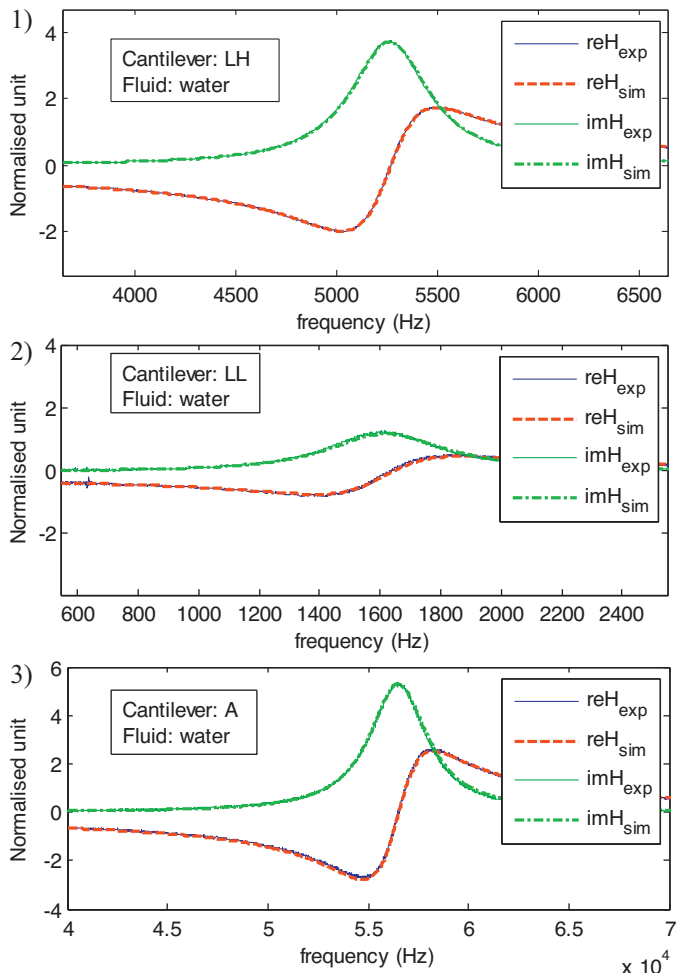 1)
Cantilever: LH
Fluid: water
reH_exp
reH_sim
imH_exp
imH_sim
Normalised unit
4
2
0
-2
4000 4500 5000 5500 6000 6500
frequency (Hz)
2)
Cantilever: LL
Fluid: water
reH_exp
reH_sim
imH_exp
imH_sim
Normalised unit
4
2
0
-2
600 800 1000 1200 1400 1600 1800 2000 2200 2400
frequency (Hz)
3)
Cantilever: A
Fluid: water
reH_exp
reH_sim
imH_exp
imH_sim
Normalised unit
6
4
2
0
-2
-4
4 4.5 5 5.5 6 6.5 7
frequency (Hz)
x 10^4